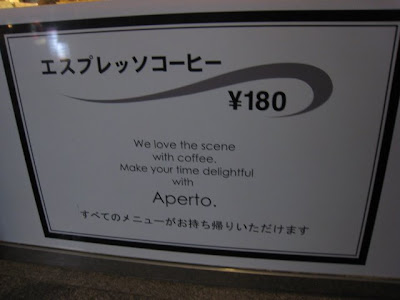 エスプレッソコーヒー
¥180
We love the scene
with coffee.
Make your time delightful
with
Aperto.
すべてのメニューがお持ち帰りいただけます